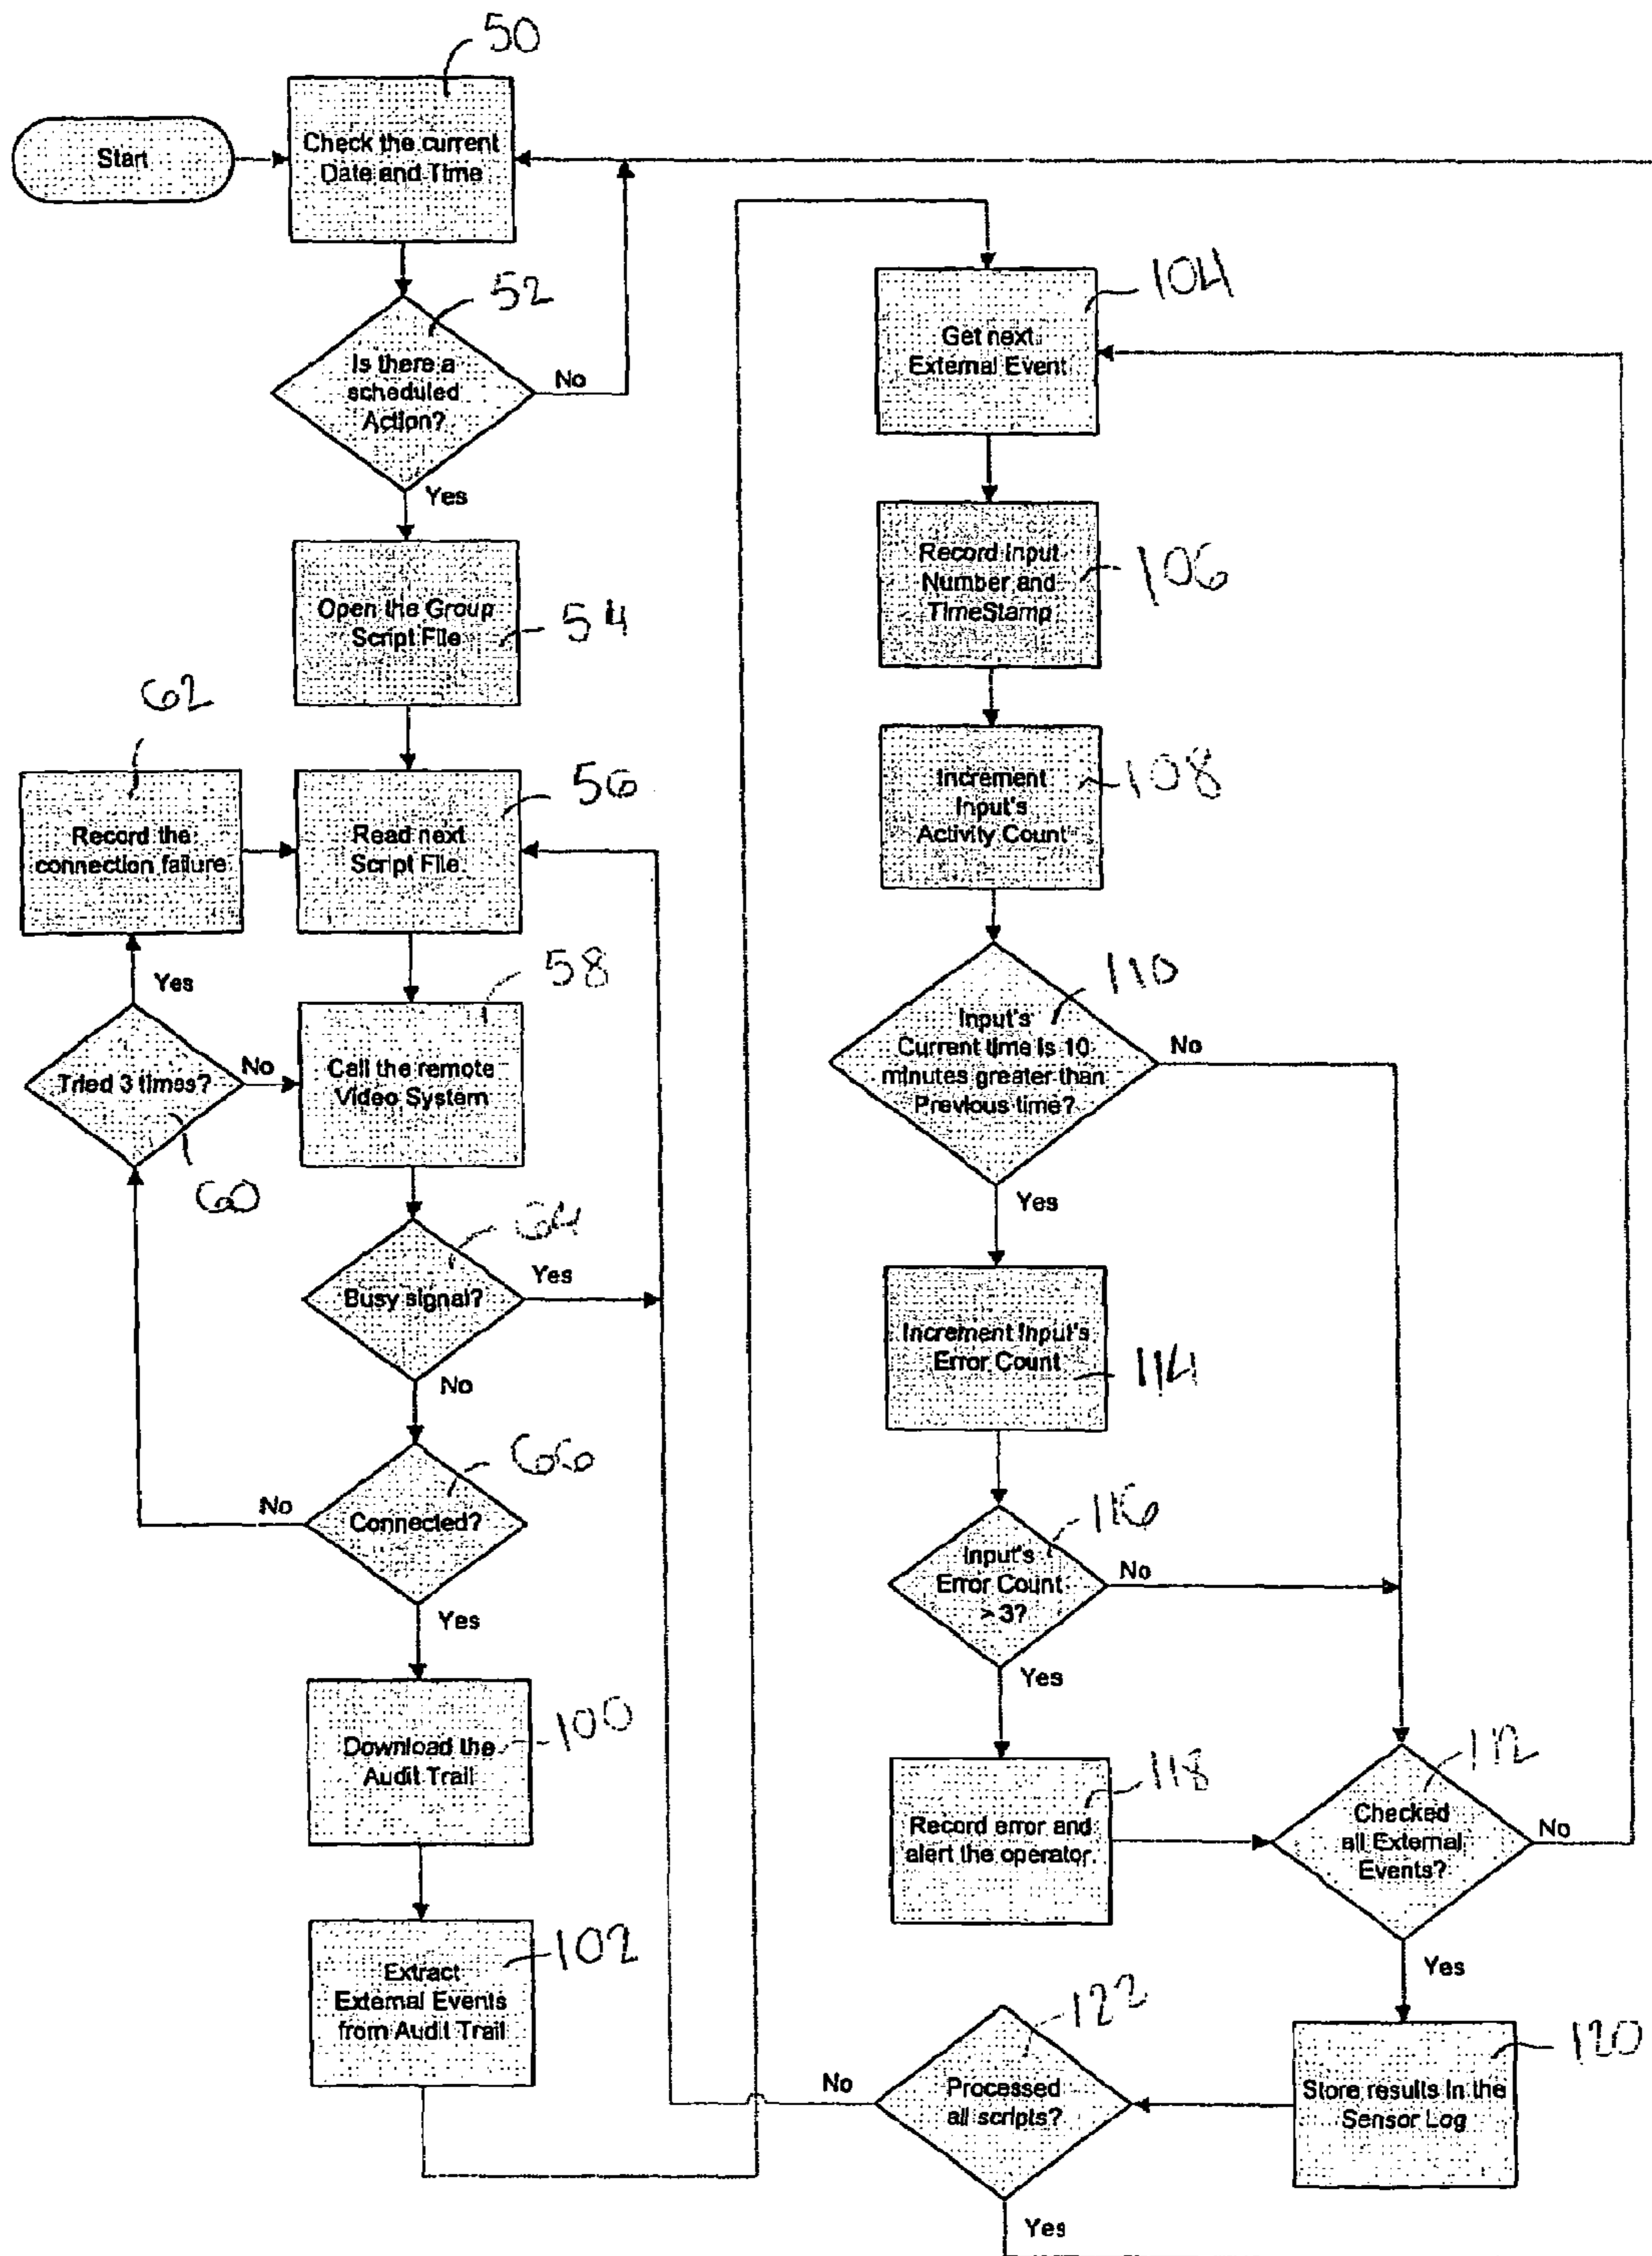 50
Start
Check the current
Date and Time
52
Is there a
scheduled
Action?
No
Yes
Open the Group
Script File
54
62
Record the
connection failure
56
Read next
Script File.
Yes
58
Tried 3 times?
No
Call the remote
Video System
60
64
Busy signal?
Yes
No
66
Connected?
No
Yes
Download the
Audit Trail
100
Extract
External Events
from Audit Trail
102
104
Get next
External Event
Record Input
Number and
TimeStamp
106
Increment
Input's
Activity Count
108
110
Input's
Current time is 10
minutes greater than
Previous time?
No
Yes
Increment Input's
Error Count
114
116
Input's
Error Count
> 3?
No
Yes
118
Record error and
alert the operator.
112
Checked
all External
Events?
No
Yes
120
Store results in the
Sensor Log
122
Processed
all scripts?
No
Yes